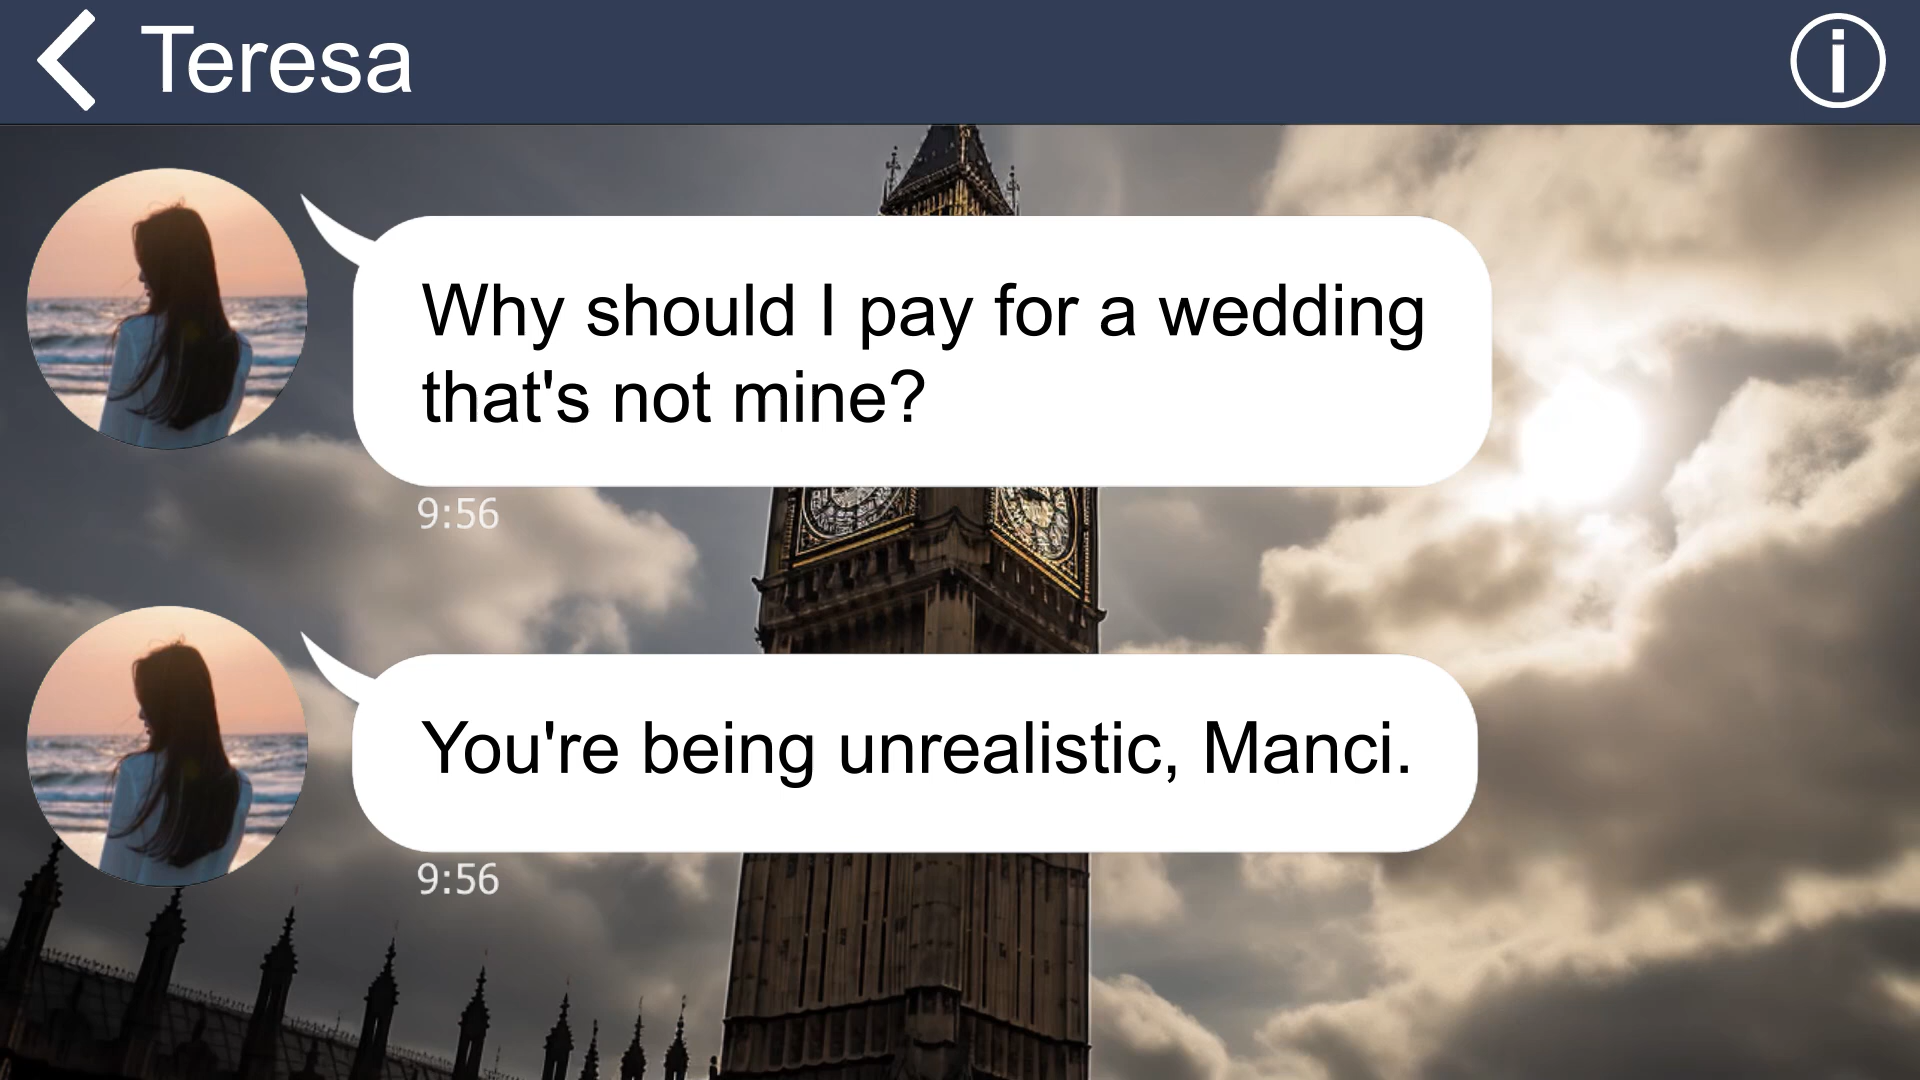 Teresa
Why should I pay for a wedding
that's not mine?
9:56
You're being unrealistic, Manci.
9:56